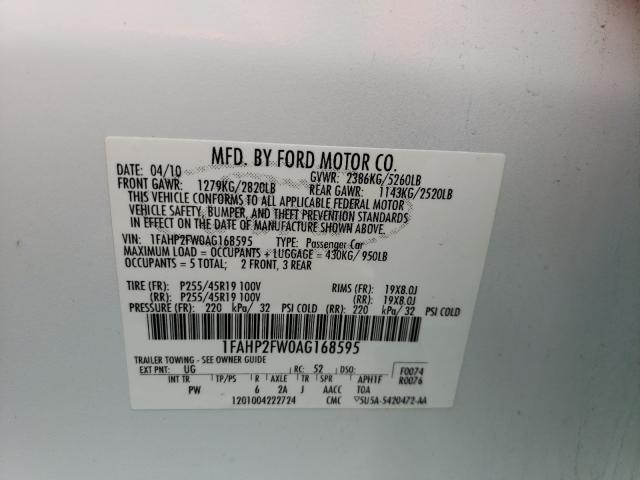 MFD. BY FORD MOTOR CO.
DATE: 04/10 GVWR: 2386KG/5260LB
FRONT GAWR: 1279KG/2820LB REAR GAWR: 1143KG/2520LB
THIS VEHICLE CONFORMS TO ALL APPLICABLE FEDERAL MOTOR
VEHICLE SAFETY, BUMPER, AND THEFT PREVENTION STANDARDS
IN EFFECT ON THE DATE OF MANUFACTURE SHOWN ABOVE.
VIN: 1FAHP2FW0AG168595 TYPE: Passenger Car
MAXIMUM LOAD = OCCUPANTS + LUGGAGE = 430KG/950LB
OCCUPANTS = 5 TOTAL; 2 FRONT, 3 REAR
TIRE (FR): P255/45R19 100V RIMS (FR): 19X8.0J
(RR): P255/45R19 100V (RR): 19X8.0J
PRESSURE (FR): 220 kPa/ 32 PSI COLD (RR): 220 kPa/ 32 PSI COLD
1FAHP2FW0AG168595
TRAILER TOWING - SEE OWNER GUIDE
EXT PNT: UG RC: 52 DSO: F0074
INT TR TP/PS R AXLE TR SPR APH1F R0076
PW 6 2A J AACC TOA
1201004222724 CMC 5U5A-5420472-AA